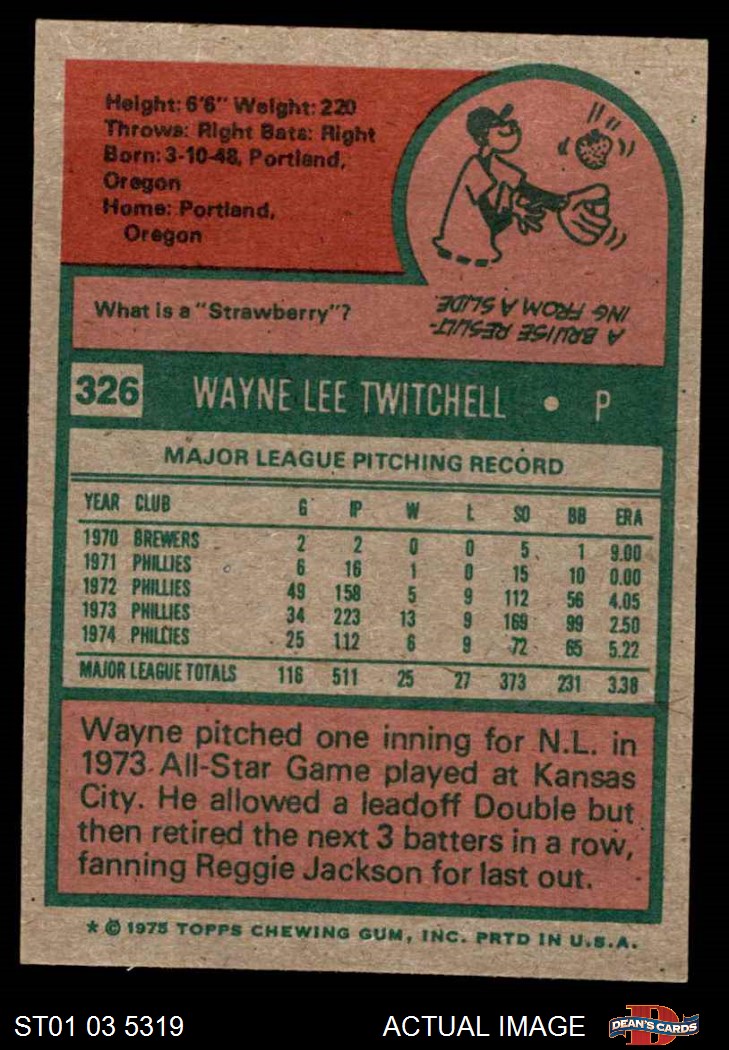 Height: 6'6" Weight: 220
Throws: Right Bats: Right
Born: 3-10-48, Portland,
Oregon
Home: Portland,
Oregon
What is a "Strawberry"?
A BRUISE RESULT-
ING FROM A SLIDE.
326 WAYNE LEE TWITCHELL • P
MAJOR LEAGUE PITCHING RECORD
YEAR CLUB G IP W L SO BB ERA
1970 BREWERS 2 2 0 0 5 1 9.00
1971 PHILLIES 6 16 1 0 15 10 0.00
1972 PHILLIES 49 158 5 9 112 56 4.05
1973 PHILLIES 34 223 13 9 169 99 2.50
1974 PHILLIES 25 112 6 9 72 65 5.22
MAJOR LEAGUE TOTALS 116 511 25 27 373 231 3.38
Wayne pitched one inning for N.L. in
1973 All-Star Game played at Kansas
City. He allowed a leadoff Double but
then retired the next 3 batters in a row,
fanning Reggie Jackson for last out.
* © 1975 TOPPS CHEWING GUM, INC. PRTD IN U.S.A.
ST01 03 5319 ACTUAL IMAGE DEAN'S CARDS